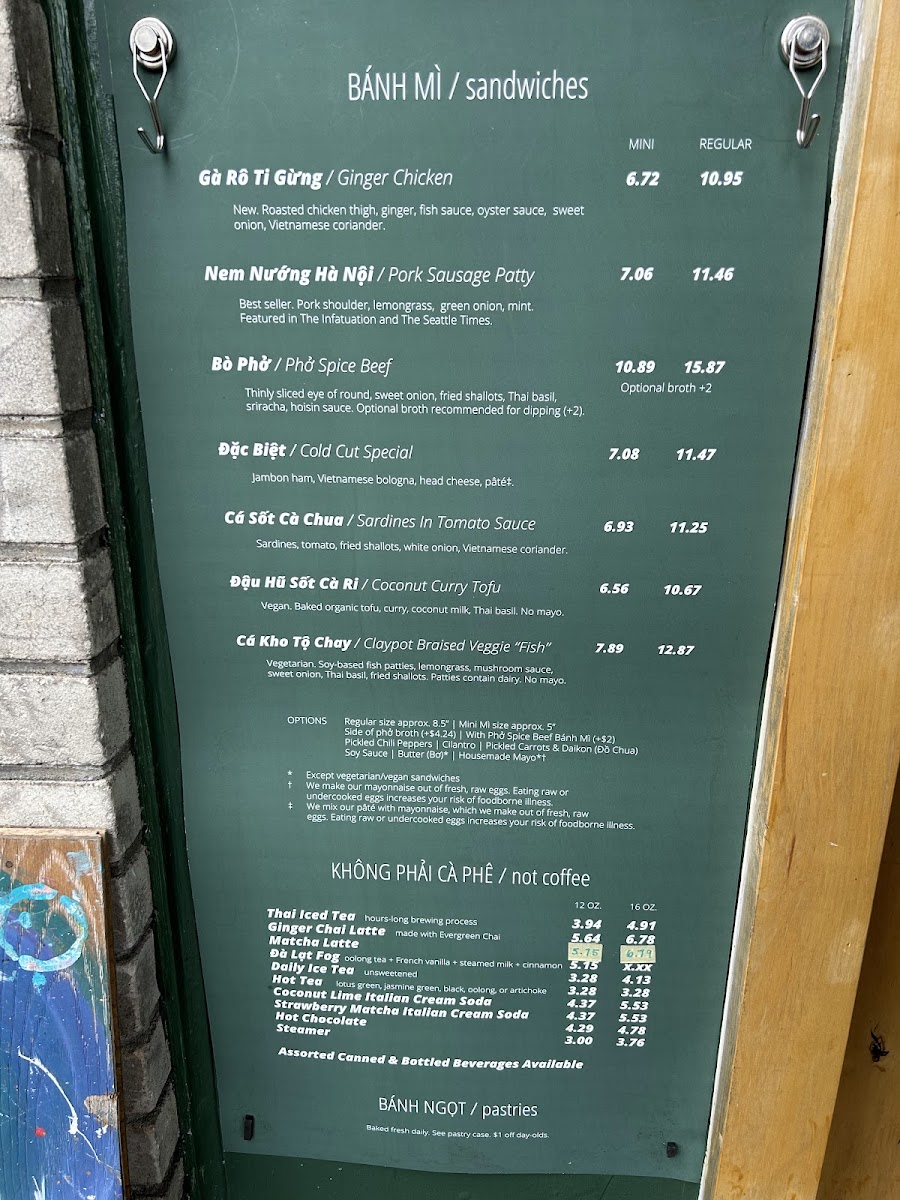 BÁNH MÌ / sandwiches
MINI REGULAR
Gà Rô Ti Gừng / Ginger Chicken 6.72 10.95
New. Roasted chicken thigh, ginger, fish sauce, oyster sauce, sweet
onion, Vietnamese coriander.
Nem Nướng Hà Nội / Pork Sausage Patty 7.06 11.46
Best seller. Pork shoulder, lemongrass, green onion, mint.
Featured in The Infatuation and The Seattle Times.
Bò Phở / Phở Spice Beef 10.89 15.87
Optional broth +2
Thinly sliced eye of round, sweet onion, fried shallots, Thai basil,
sriracha, hoisin sauce. Optional broth recommended for dipping (+2).
Đặc Biệt / Cold Cut Special 7.08 11.47
Jambon ham, Vietnamese bologna, head cheese, pâté‡.
Cá Sốt Cà Chua / Sardines In Tomato Sauce 6.93 11.25
Sardines, tomato, fried shallots, white onion, Vietnamese coriander.
Đậu Hũ Sốt Cà Ri / Coconut Curry Tofu 6.56 10.67
Vegan. Baked organic tofu, curry, coconut milk, Thai basil. No mayo.
Cá Kho Tộ Chay / Claypot Braised Veggie "Fish" 7.89 12.87
Vegetarian. Soy-based fish patties, lemongrass, mushroom sauce,
sweet onion, Thai basil, fried shallots. Patties contain dairy. No mayo.
OPTIONS Regular size approx. 8.5" | Mini Mì size approx. 5"
Side of phở broth (+$4.24) | With Phở Spice Beef Bánh Mì (+$2)
Pickled Chili Peppers | Cilantro | Pickled Carrots & Daikon (Đồ Chua)
Soy Sauce | Butter (Bơ)* | Housemade Mayo*†
* Except vegetarian/vegan sandwiches
† We make our mayonnaise out of fresh, raw eggs. Eating raw or
undercooked eggs increases your risk of foodborne illness.
‡ We mix our pâté with mayonnaise, which we make out of fresh, raw
eggs. Eating raw or undercooked eggs increases your risk of foodborne illness.
KHÔNG PHẢI CÀ PHÊ / not coffee
12 OZ. 16 OZ.
Thai Iced Tea hours-long brewing process 3.94 4.91
Ginger Chai Latte made with Evergreen Chai 5.64 6.78
Matcha Latte 5.76 6.79
Đà Lạt Fog oolong tea + French vanilla + steamed milk + cinnamon 5.15 X.XX
Daily Ice Tea unsweetened 3.28 4.13
Hot Tea lotus green, jasmine green, black, oolong, or artichoke 3.28 3.28
Coconut Lime Italian Cream Soda 4.37 5.53
Strawberry Matcha Italian Cream Soda 4.37 5.53
Hot Chocolate 4.29 4.78
Steamer 3.00 3.76
Assorted Canned & Bottled Beverages Available
BÁNH NGỌT / pastries
Baked fresh daily. See pastry case. $1 off day-olds.